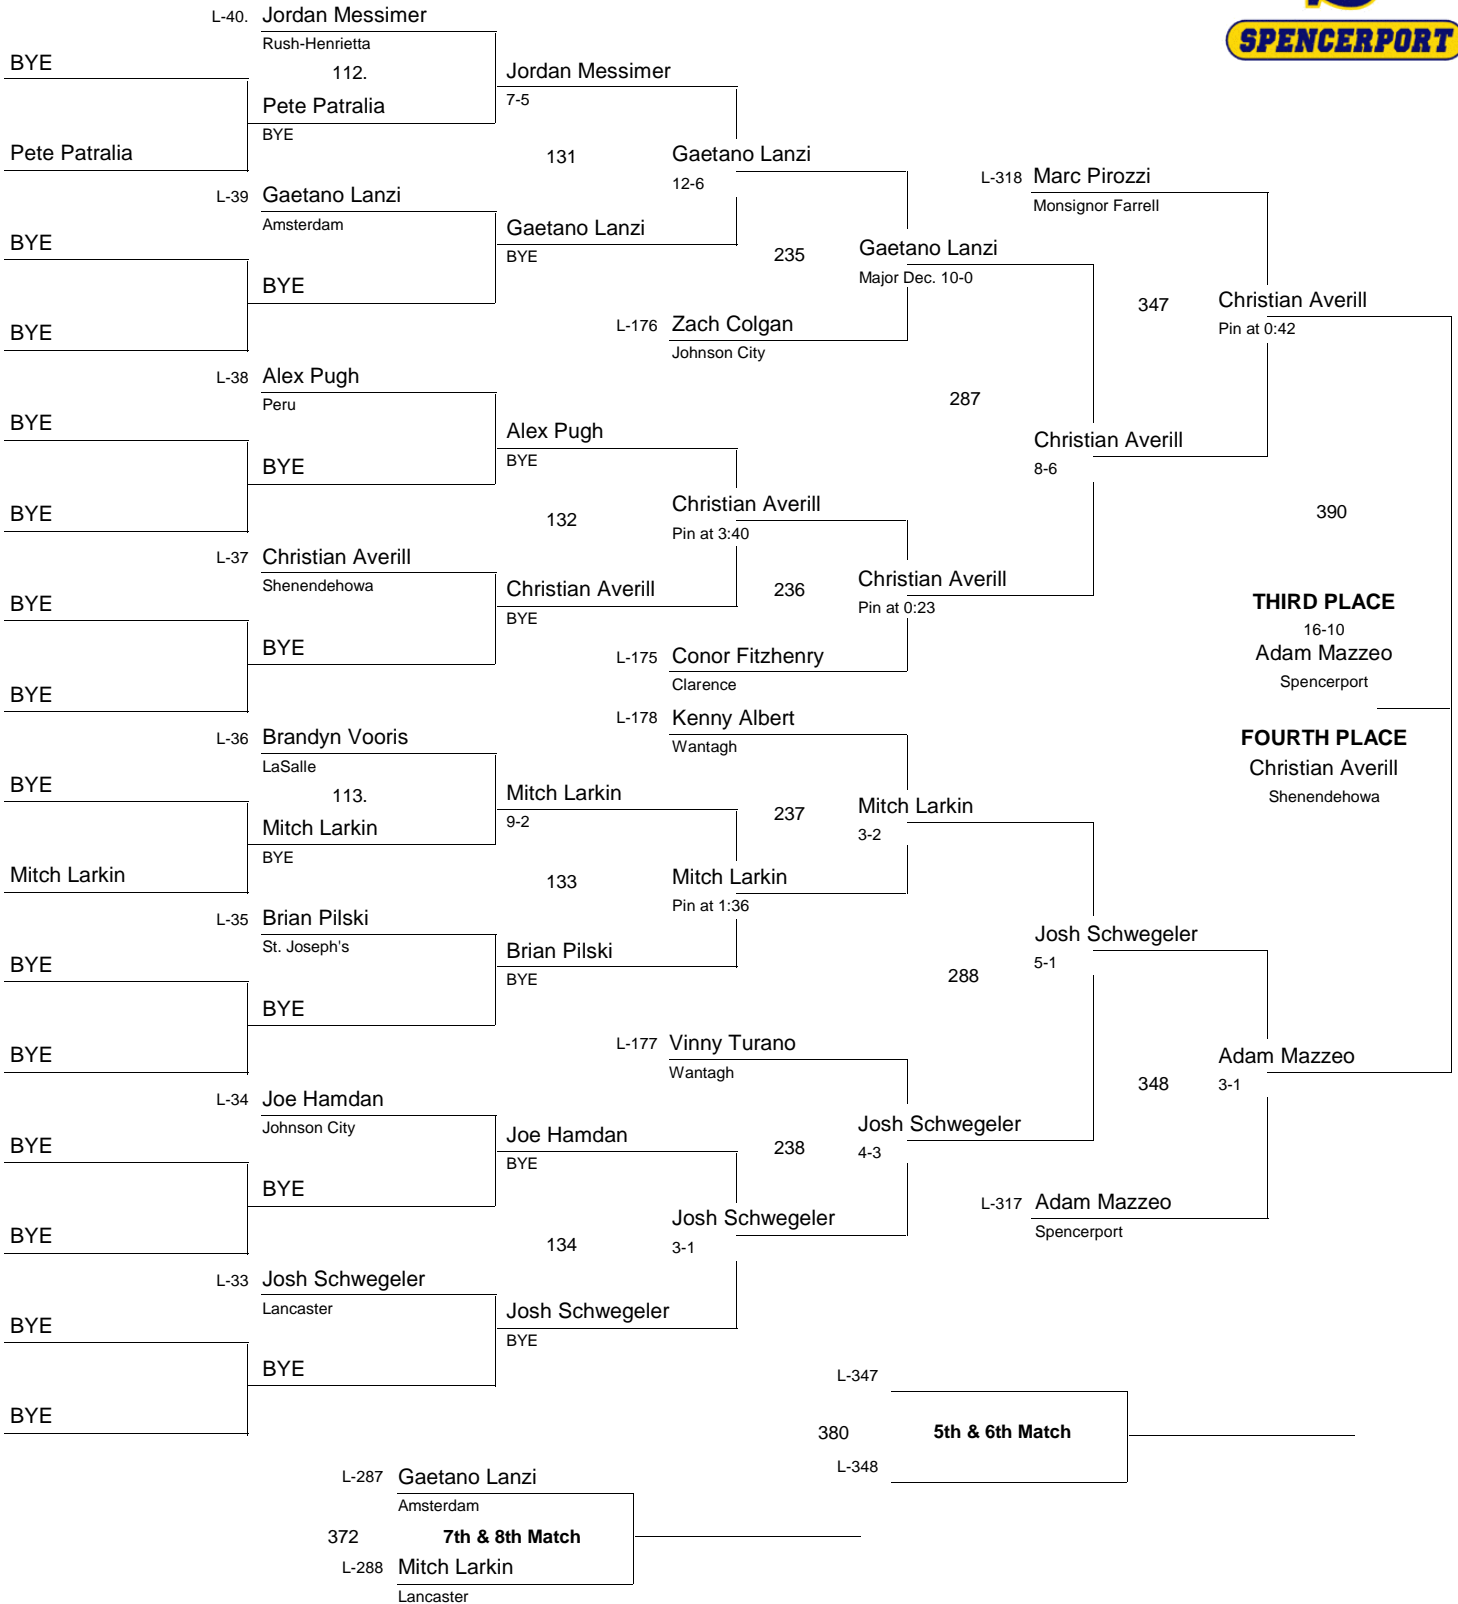 SPENCERPORT
L-40. Jordan Messimer
Rush-Henrietta
BYE
112.
Jordan Messimer
7-5
Pete Patralia
BYE
Pete Patralia
131
Gaetano Lanzi
12-6
L-318 Marc Pirozzi
Monsignor Farrell
L-39 Gaetano Lanzi
Amsterdam
BYE
Gaetano Lanzi
BYE
235
Gaetano Lanzi
Major Dec. 10-0
BYE
347
Christian Averill
Pin at 0:42
BYE
L-176 Zach Colgan
Johnson City
L-38 Alex Pugh
Peru
287
BYE
Alex Pugh
BYE
Christian Averill
8-6
BYE
BYE
132
Christian Averill
Pin at 3:40
390
L-37 Christian Averill
Shenendehowa
BYE
Christian Averill
BYE
236
Christian Averill
Pin at 0:23
THIRD PLACE
16-10
Adam Mazzeo
Spencerport
BYE
L-175 Conor Fitzhenry
Clarence
BYE
L-178 Kenny Albert
Wantagh
L-36 Brandyn Vooris
LaSalle
FOURTH PLACE
Christian Averill
Shenendehowa
BYE
113.
Mitch Larkin
9-2
237
Mitch Larkin
3-2
Mitch Larkin
BYE
Mitch Larkin
133
Mitch Larkin
Pin at 1:36
L-35 Brian Pilski
St. Joseph's
Josh Schwegeler
5-1
BYE
Brian Pilski
BYE
288
BYE
BYE
L-177 Vinny Turano
Wantagh
Adam Mazzeo
3-1
348
L-34 Joe Hamdan
Johnson City
BYE
Joe Hamdan
BYE
238
Josh Schwegeler
4-3
BYE
L-317 Adam Mazzeo
Spencerport
BYE
134
Josh Schwegeler
3-1
L-33 Josh Schwegeler
Lancaster
BYE
Josh Schwegeler
BYE
BYE
L-347
BYE
380
5th & 6th Match
L-348
L-287 Gaetano Lanzi
Amsterdam
372
7th & 8th Match
L-288 Mitch Larkin
Lancaster